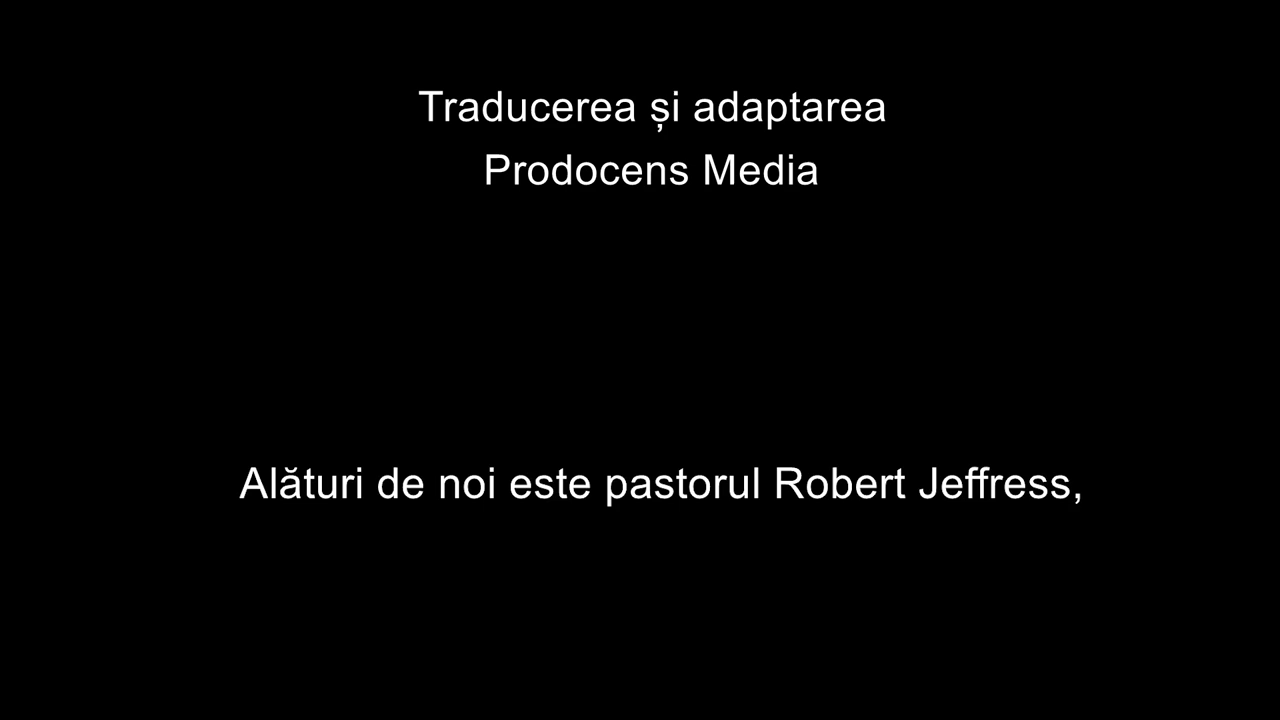 Traducerea și adaptarea
Prodocens Media
Alături de noi este pastorul Robert Jeffress,